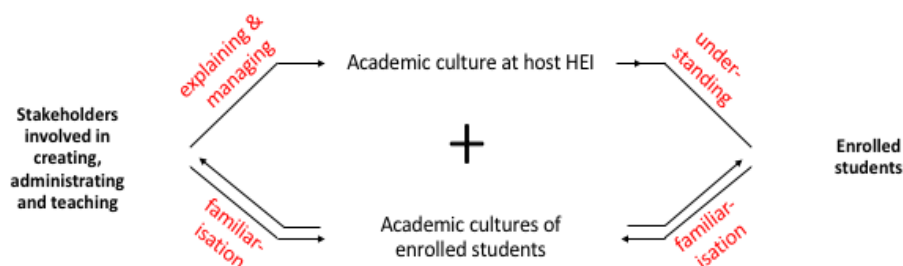 explaining &
managing
Academic culture at host HEI
under-
standing
Stakeholders
involved in
creating,
administrating
and teaching
+
Enrolled
students
familiar-
isation
Academic cultures of
enrolled students
familiar-
isation